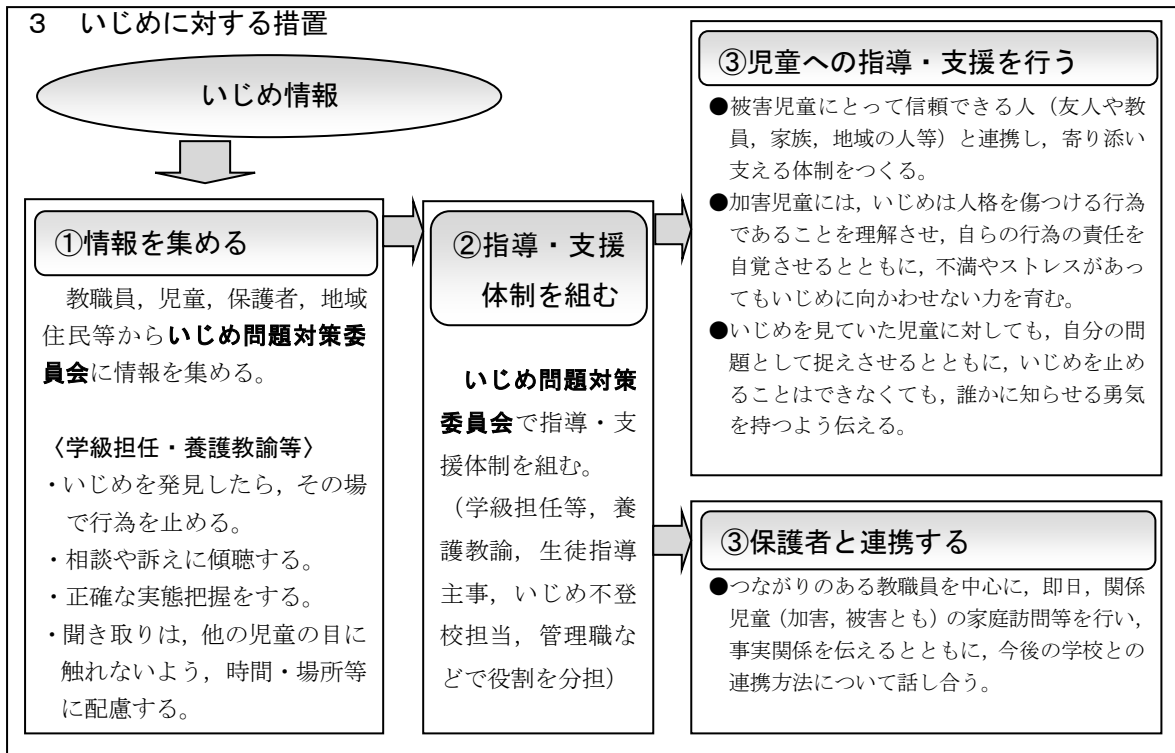 ３　いじめに対する措置
いじめ情報
①情報を集める
教職員，児童，保護者，地域
住民等からいじめ問題対策委
員会に情報を集める。
〈学級担任・養護教諭等〉
・いじめを発見したら，その場
で行為を止める。
・相談や訴えに傾聴する。
・正確な実態把握をする。
・聞き取りは，他の児童の目に
触れないよう，時間・場所等
に配慮する。
②指導・支援
体制を組む
いじめ問題対策
委員会で指導・支
援体制を組む。
（学級担任等，養
護教諭，生徒指導
主事，いじめ不登
校担当，管理職な
どで役割を分担）
③児童への指導・支援を行う
●被害児童にとって信頼できる人（友人や教
員，家族，地域の人等）と連携し，寄り添い
支える体制をつくる。
●加害児童には，いじめは人格を傷つける行為
であることを理解させ，自らの行為の責任を
自覚させるとともに，不満やストレスがあっ
てもいじめに向かわせない力を育む。
●いじめを見ていた児童に対しても，自分の問
題として捉えさせるとともに，いじめを止め
ることはできなくても，誰かに知らせる勇気
を持つよう伝える。
③保護者と連携する
●つながりのある教職員を中心に，即日，関係
児童（加害，被害とも）の家庭訪問等を行い，
事実関係を伝えるとともに，今後の学校との
連携方法について話し合う。